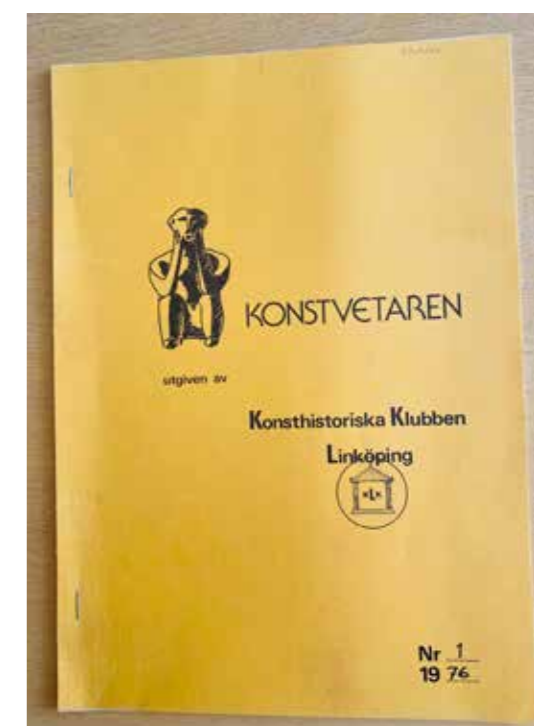 KONSTVETAREN
utgiven av
Konsthistoriska Klubben
Linköping
Nr 1
19 76